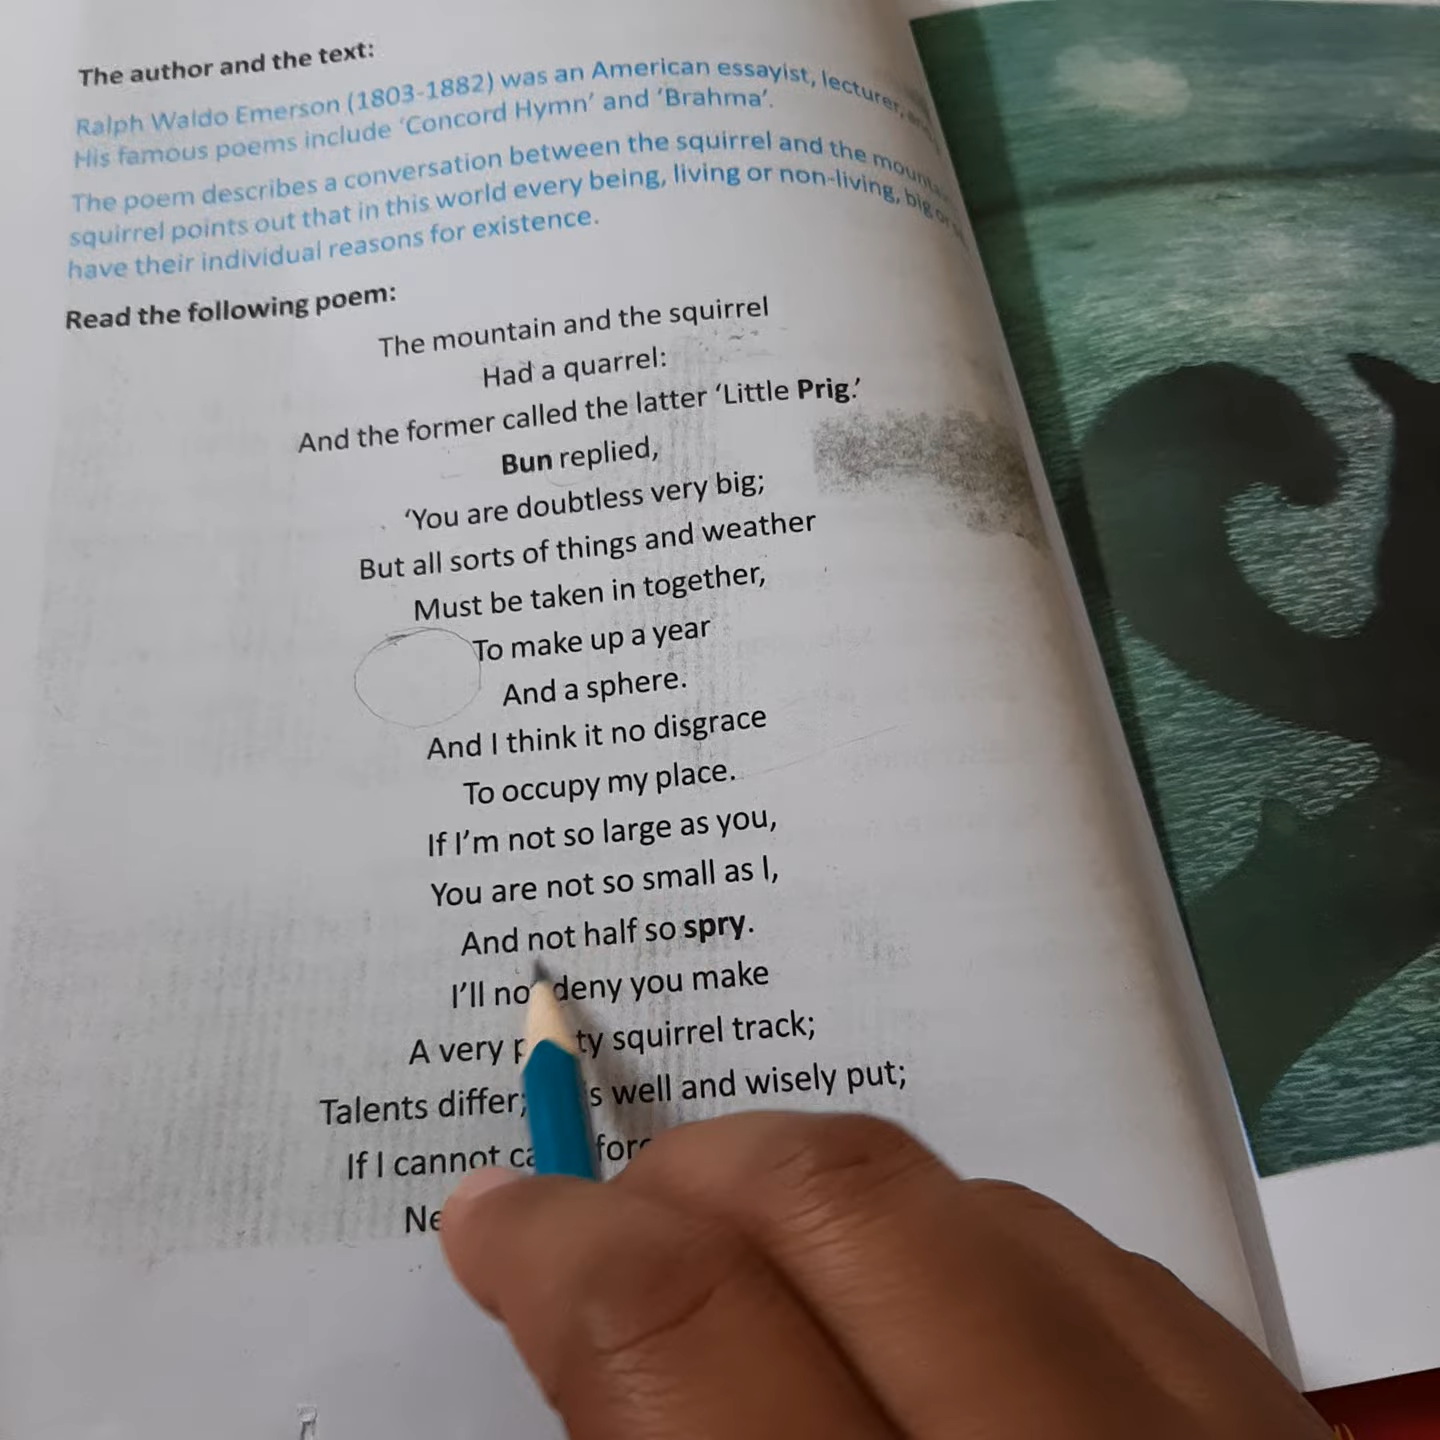 The author and the text:
Ralph Waldo Emerson (1803-1882) was an American essayist, lecturer, and
His famous poems include ‘Concord Hymn’ and ‘Brahma’.
The poem describes a conversation between the squirrel and the
squirrel points out that in this world every being, living or non-living, big or
have their individual reasons for existence.
Read the following poem:
The mountain and the squirrel
Had a quarrel:
And the former called the latter ‘Little Prig.’
Bun replied,
‘You are doubtless very big;
But all sorts of things and weather
Must be taken in together,
To make up a year
And a sphere.
And I think it no disgrace
To occupy my place.
If I’m not so large as you,
You are not so small as I,
And not half so spry.
I’ll not deny you make
A very squirrel track;
Talents differ; well and wisely put;
If I cannot